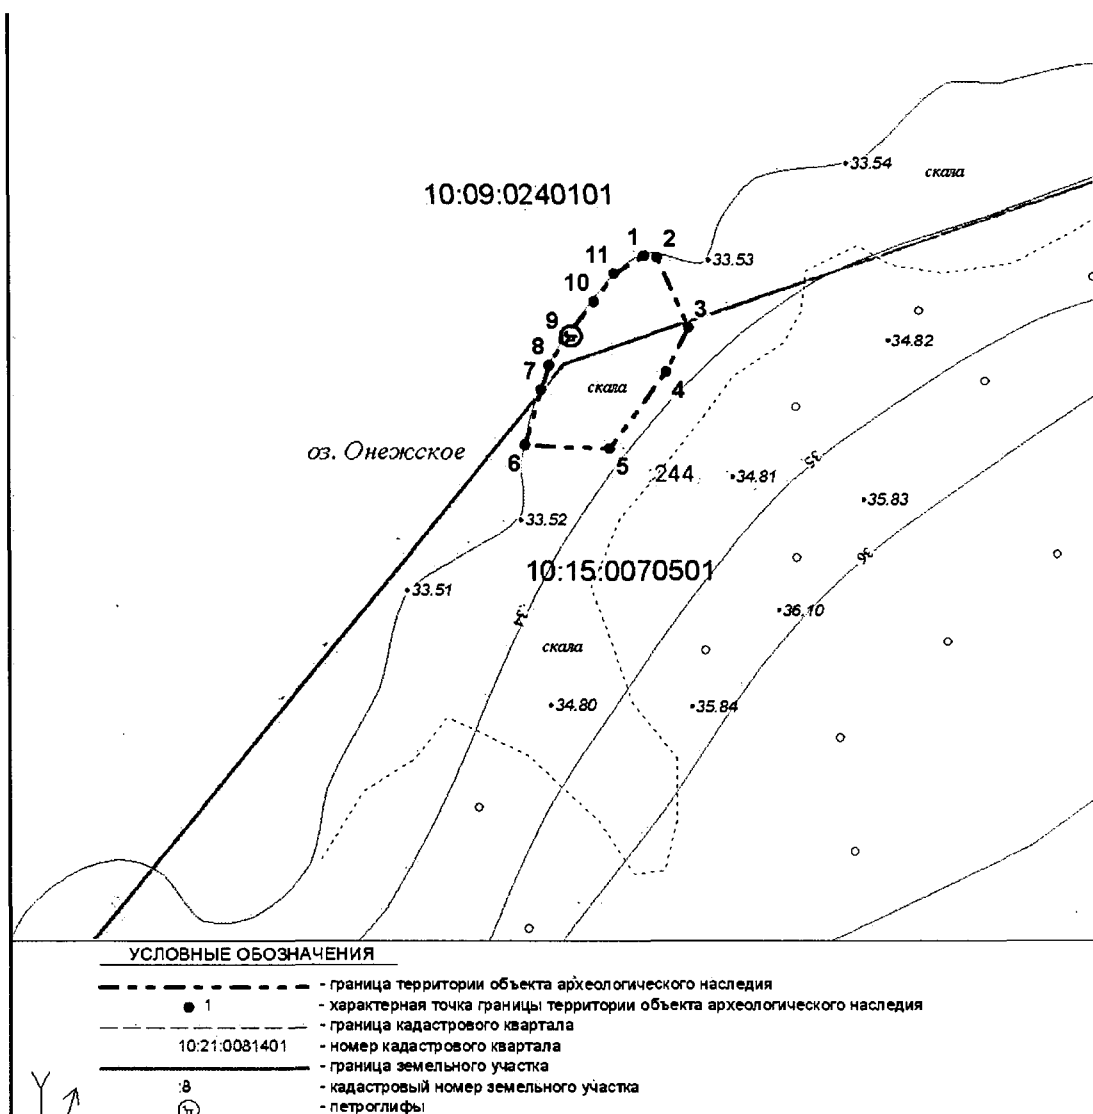 33.54
скала
10:09:0240101
1 2
33.53
11
10
3
9
34.82
8
7
скала
4
оз. Онежское
6
5
:244
34.81
35
35.83
33.52
36
10:15:0070501
33.51
36.10
34
скала
34.80
35.84
УСЛОВНЫЕ ОБОЗНАЧЕНИЯ
- граница территории объекта археологического наследия
1 - характерная точка границы территории объекта археологического наследия
- граница кадастрового квартала
10:21:0081401 - номер кадастрового квартала
- граница земельного участка
:8 - кадастровый номер земельного участка
- петроглифы